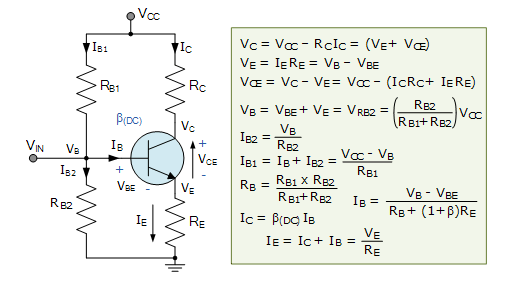 VCC
IB1
IC
RB1
RC
β(DC)
VC
VIN
VB
IB
+
VCE
-
IB2
+
VBE
-
VE
RB2
IE
RE
VC = VCC - RCIC = (VE + VCE)
VE = IERE = VB - VBE
VCE = VC - VE = VCC - (ICRC + IERE)
VB = VBE + VE = VRB2 = (RB2 / RB1+RB2) VCC
IB2 = VB / RB2
IB1 = IB + IB2 = VCC - VB / RB1
RB = RB1 x RB2 / RB1+RB2
IB = VB - VBE / RB + (1+β)RE
IC = β(DC) IB
IE = IC + IB = VE / RE